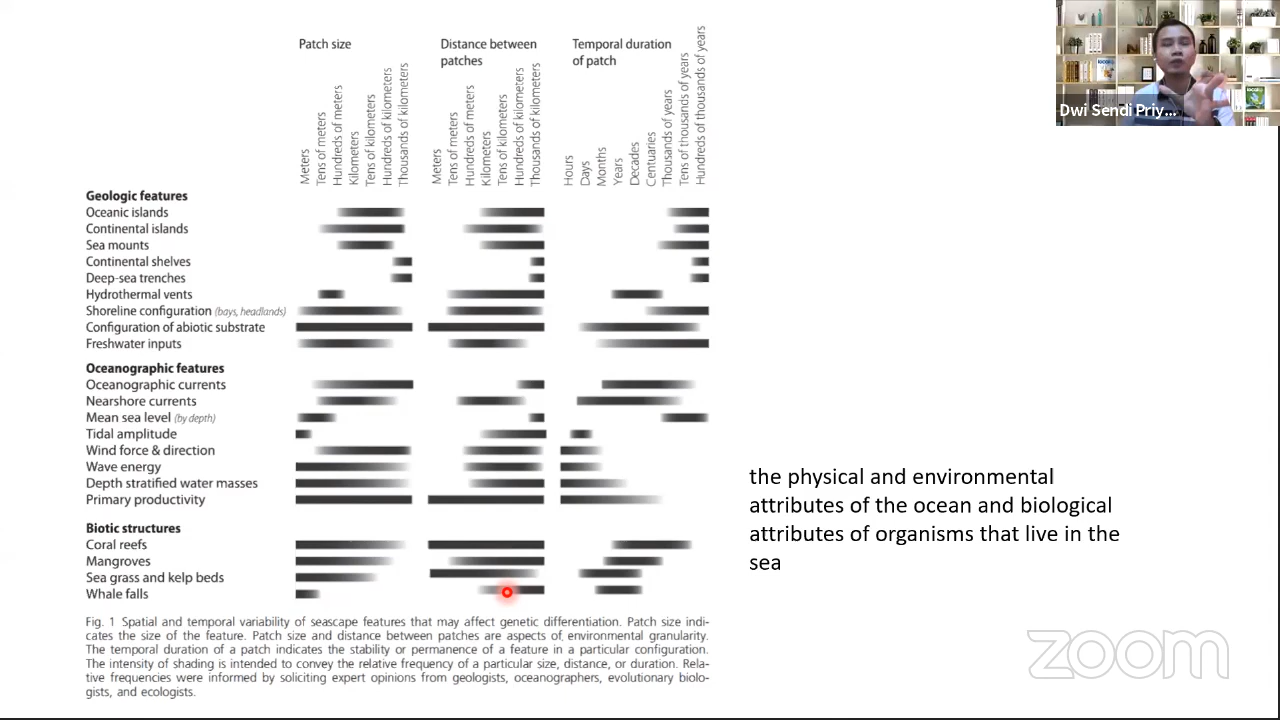 Patch size
Distance between
patches
Temporal duration
of patch
Meters
Tens of meters
Hundreds of meters
Kilometers
Tens of kilometers
Hundreds of kilometers
Thousands of kilometers
Meters
Tens of meters
Hundreds of meters
Kilometers
Tens of kilometers
Hundreds of kilometers
Thousands of kilometers
Hours
Days
Months
Years
Decades
Centuaries
Thousands of years
Tens of thousands of years
Hundreds of thousands of years
Dwi Sendi Priy...
Geologic features
Oceanic islands
Continental islands
Sea mounts
Continental shelves
Deep-sea trenches
Hydrothermal vents
Shoreline configuration (bays, headlands)
Configuration of abiotic substrate
Freshwater inputs
Oceanographic features
Oceanographic currents
Nearshore currents
Mean sea level (by depth)
Tidal amplitude
Wind force & direction
Wave energy
Depth stratified water masses
Primary productivity
Biotic structures
Coral reefs
Mangroves
Sea grass and kelp beds
Whale falls
the physical and environmental
attributes of the ocean and biological
attributes of organisms that live in the
sea
Fig. 1 Spatial and temporal variability of seascape features that may affect genetic differentiation. Patch size indi-
cates the size of the feature. Patch size and distance between patches are aspects of environmental granularity.
The temporal duration of a patch indicates the stability or permanence of a feature in a particular configuration.
The intensity of shading is intended to convey the relative frequency of a particular size, distance, or duration. Rela-
tive frequencies were informed by soliciting expert opinions from geologists, oceanographers, evolutionary biolo-
gists, and ecologists.
zoom